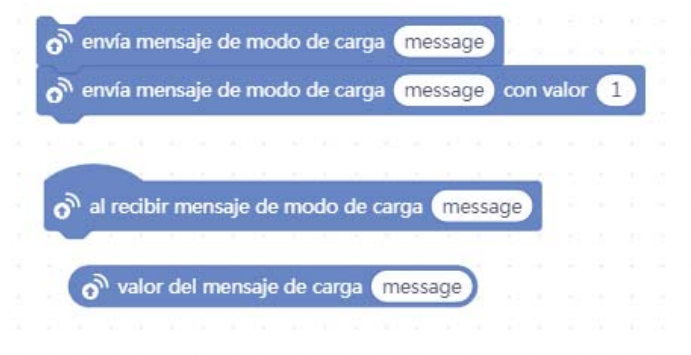 envía mensaje de modo de carga message
envía mensaje de modo de carga message con valor 1
al recibir mensaje de modo de carga message
valor del mensaje de carga message